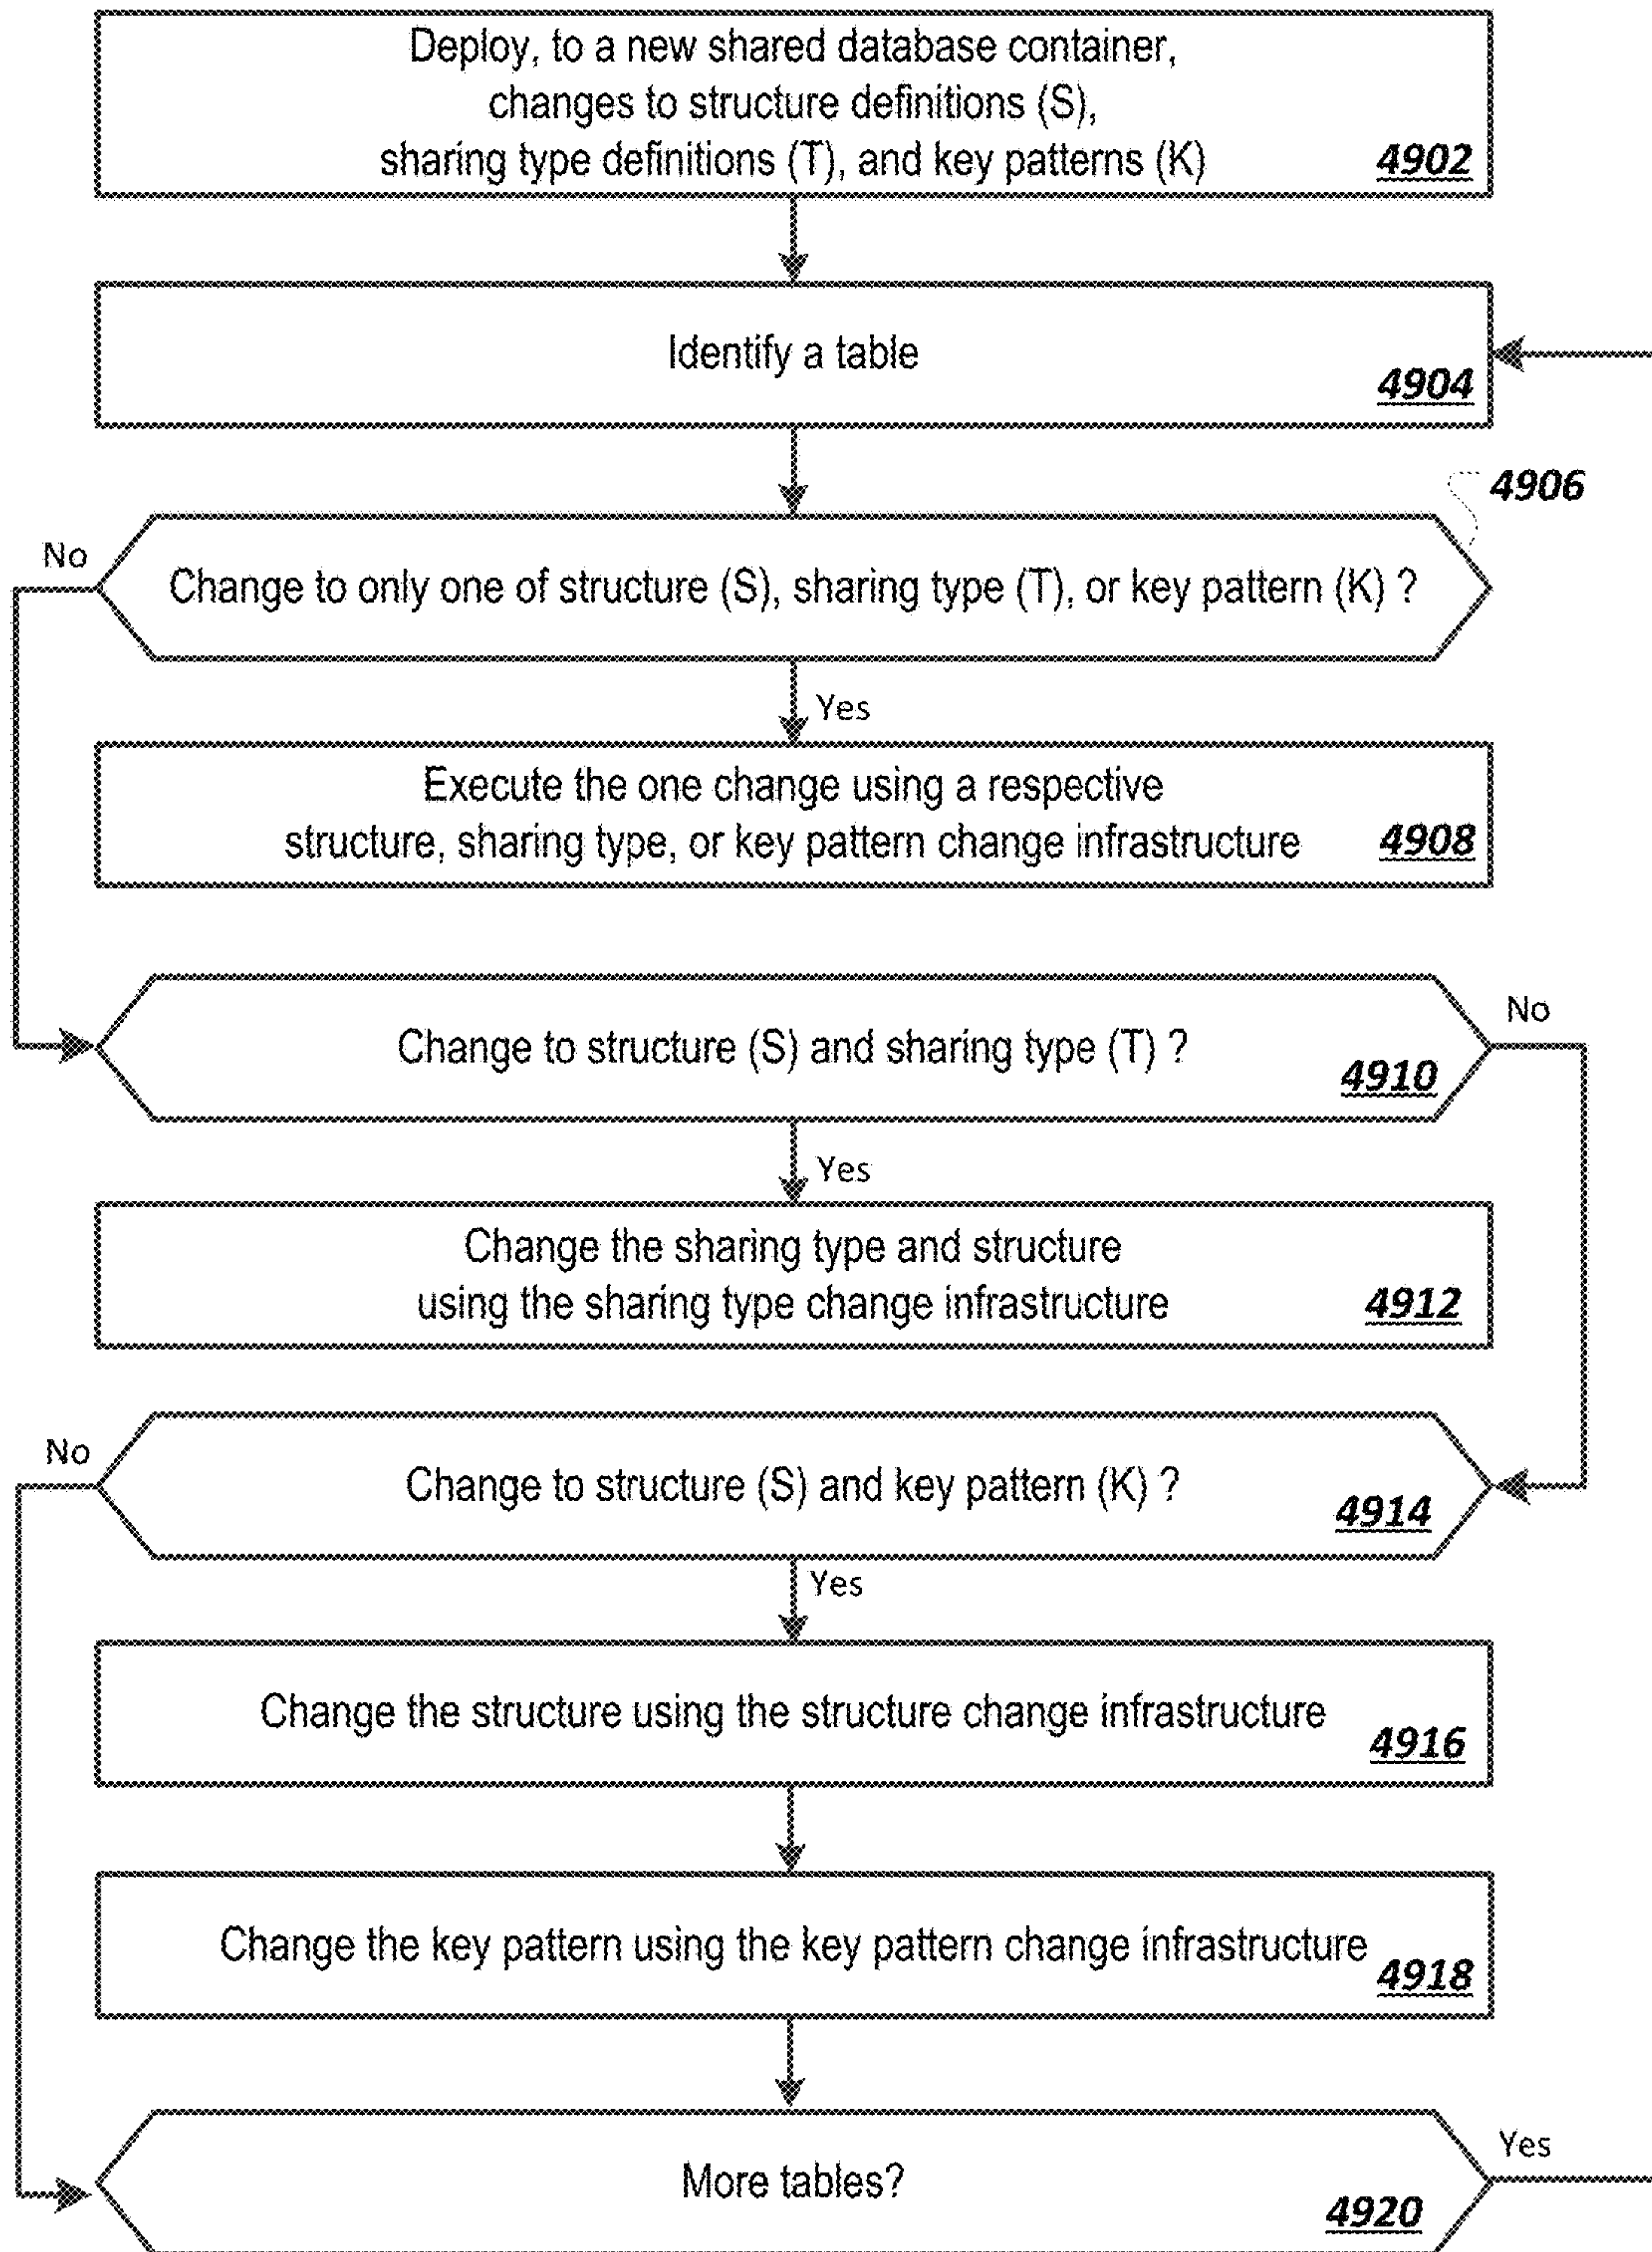 Deploy, to a new shared database container,
changes to structure definitions (S),
sharing type definitions (T), and key patterns (K)
4902
Identify a table
4904
4906
No
Change to only one of structure (S), sharing type (T), or key pattern (K) ?
Yes
Execute the one change using a respective
structure, sharing type, or key pattern change infrastructure
4908
No
Change to structure (S) and sharing type (T) ?
4910
Yes
Change the sharing type and structure
using the sharing type change infrastructure
4912
No
Change to structure (S) and key pattern (K) ?
4914
Yes
Change the structure using the structure change infrastructure
4916
Change the key pattern using the key pattern change infrastructure
4918
Yes
More tables?
4920